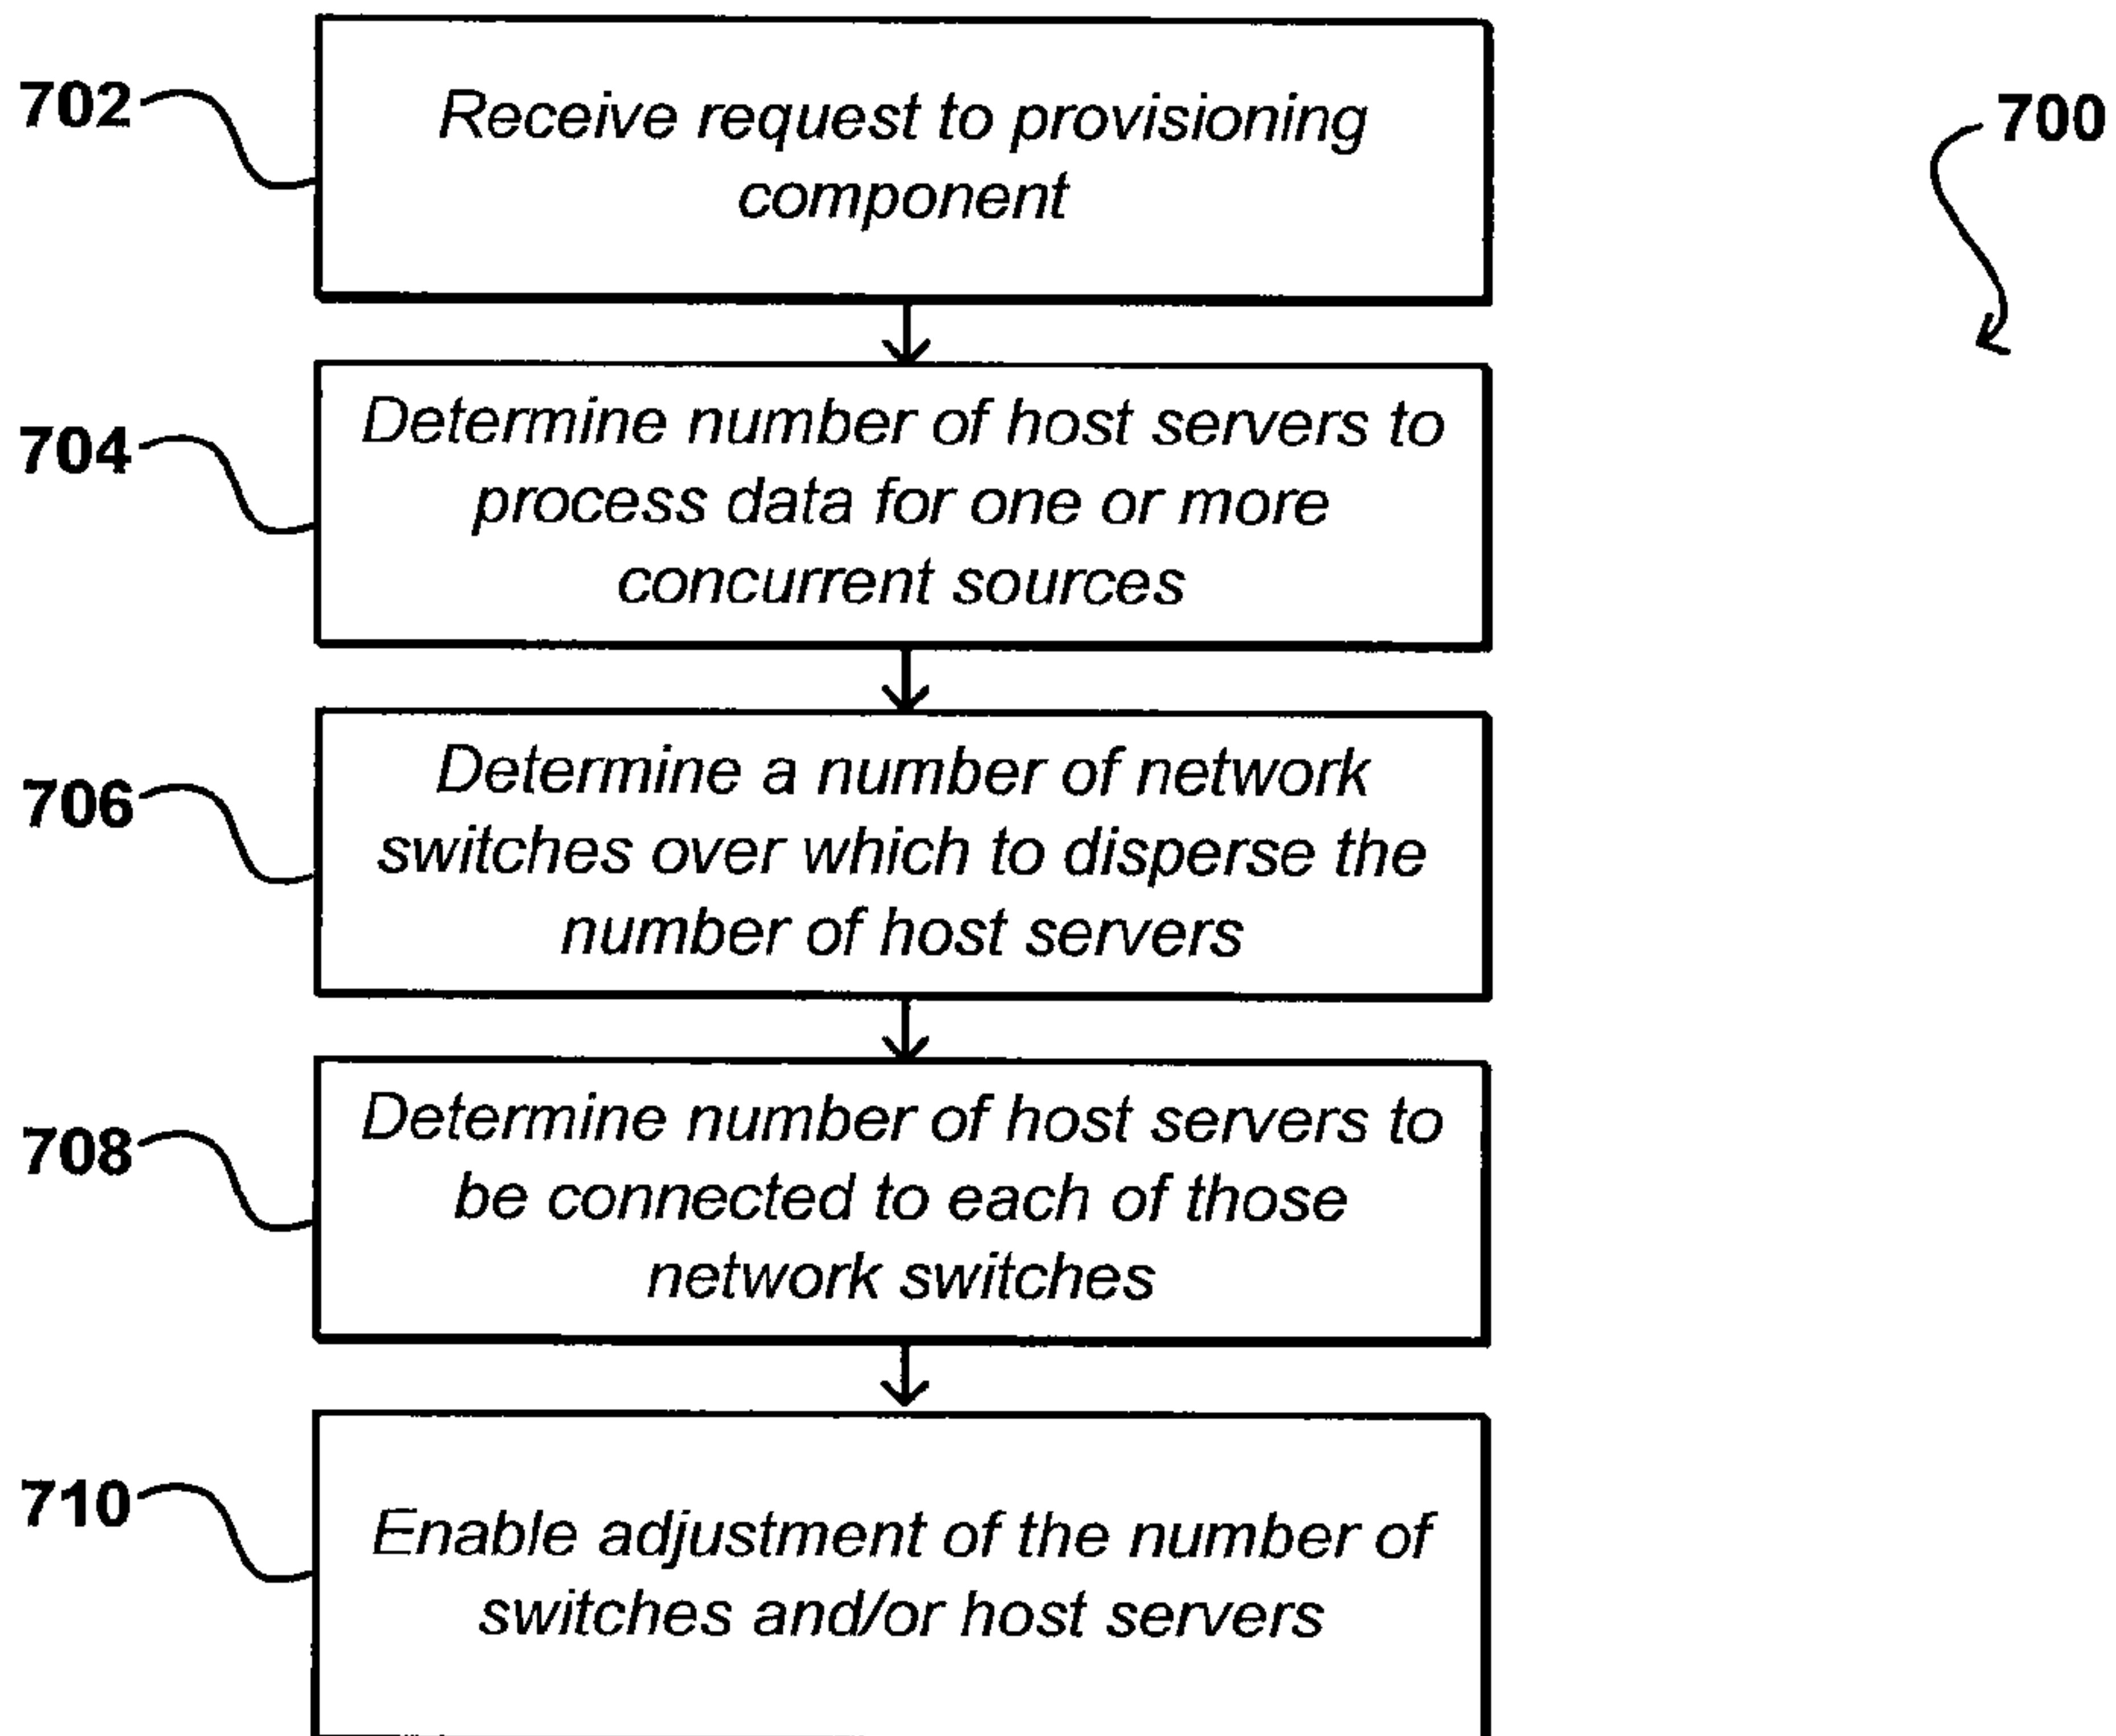 702
Receive request to provisioning
component
700
704
Determine number of host servers to
process data for one or more
concurrent sources
706
Determine a number of network
switches over which to disperse the
number of host servers
708
Determine number of host servers to
be connected to each of those
network switches
710
Enable adjustment of the number of
switches and/or host servers